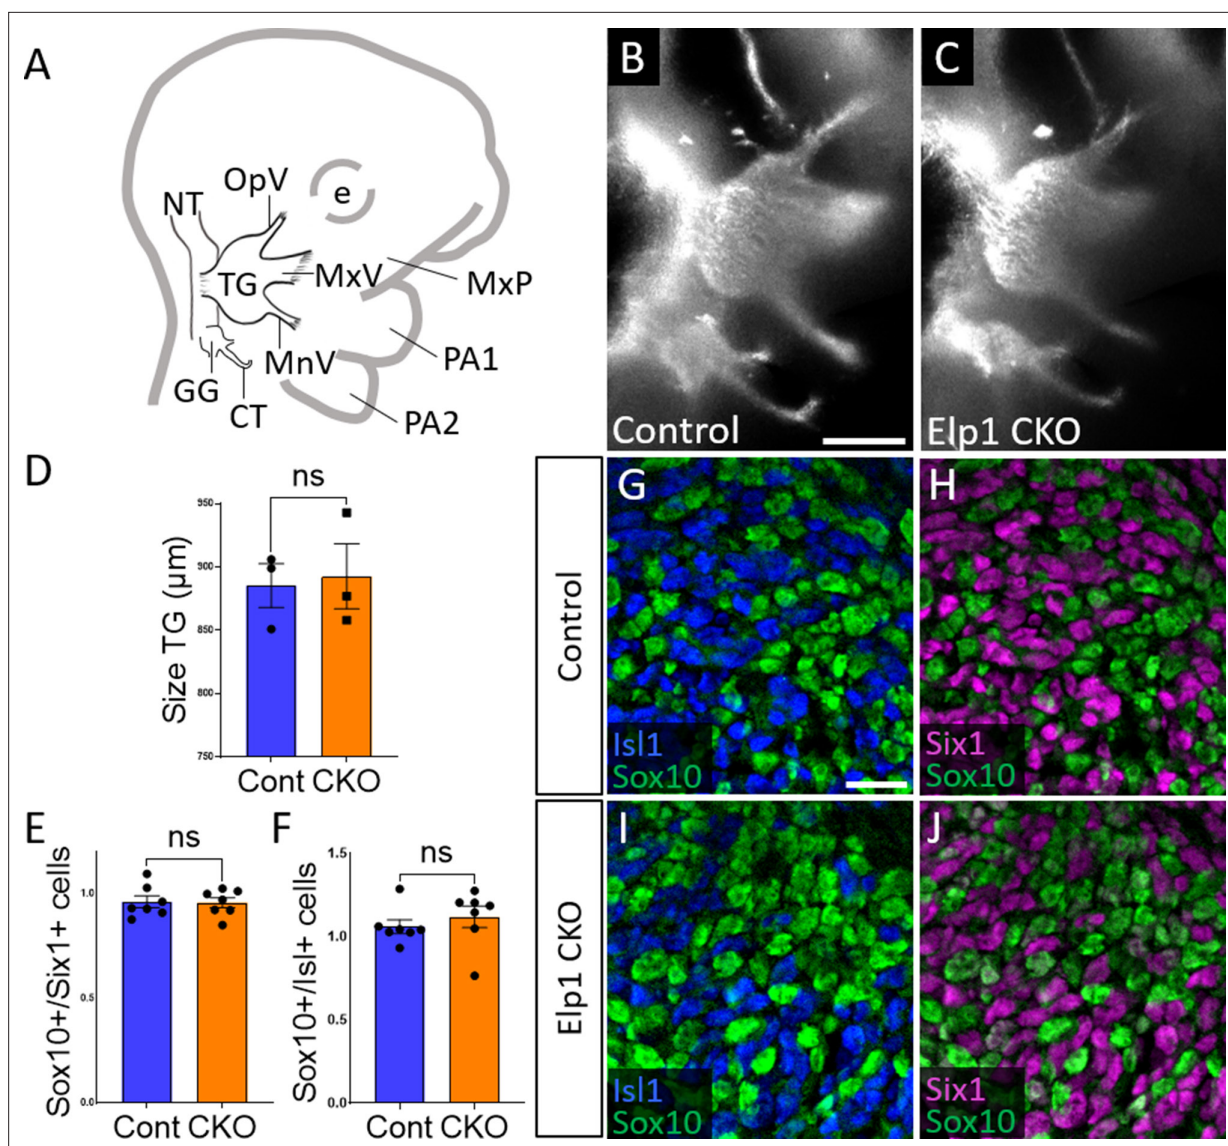 A
OpV
NT
e
TG
MxV
MxP
MnV
PA1
GG
CT
PA2
B
Control
C
Elp1 CKO
D
ns
Size TG (μm)
950
900
850
800
750
Cont CKO
E
ns
Sox10+/Six1+ cells
1.0
0.5
0.0
Cont CKO
F
ns
Sox10+/Isl+ cells
1.5
1.0
0.5
0.0
Cont CKO
Control
G
Isl1
Sox10
H
Six1
Sox10
Elp1 CKO
I
Isl1
Sox10
J
Six1
Sox10